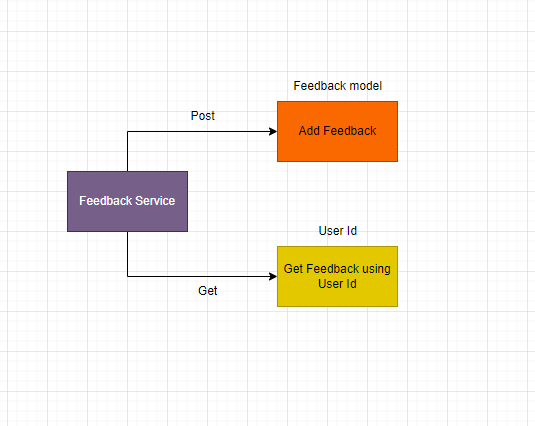 Feedback model
Post
Add Feedback
Feedback Service
User Id
Get Feedback using
User Id
Get